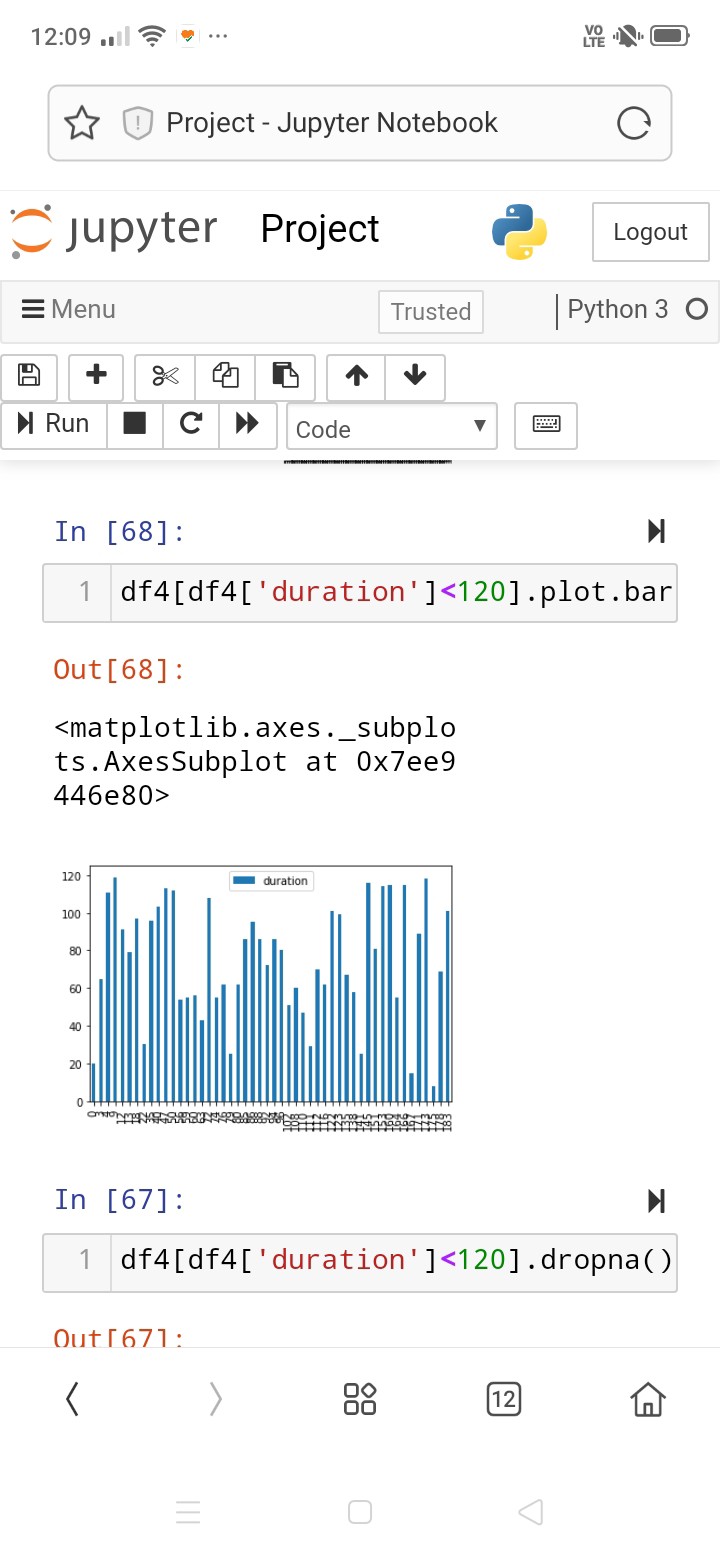 12:09
VO
LTE
Project - Jupyter Notebook
jupyter Project
Logout
Menu
Trusted
Python 3
Run
Code
In [68]:
1 df4[df4['duration']<120].plot.bar
Out[68]:
<matplotlib.axes._subplo
ts.AxesSubplot at 0x7ee9
446e80>
duration
120
100
80
60
40
20
0
In [67]:
1 df4[df4['duration']<120].dropna()
Out[67]:
12